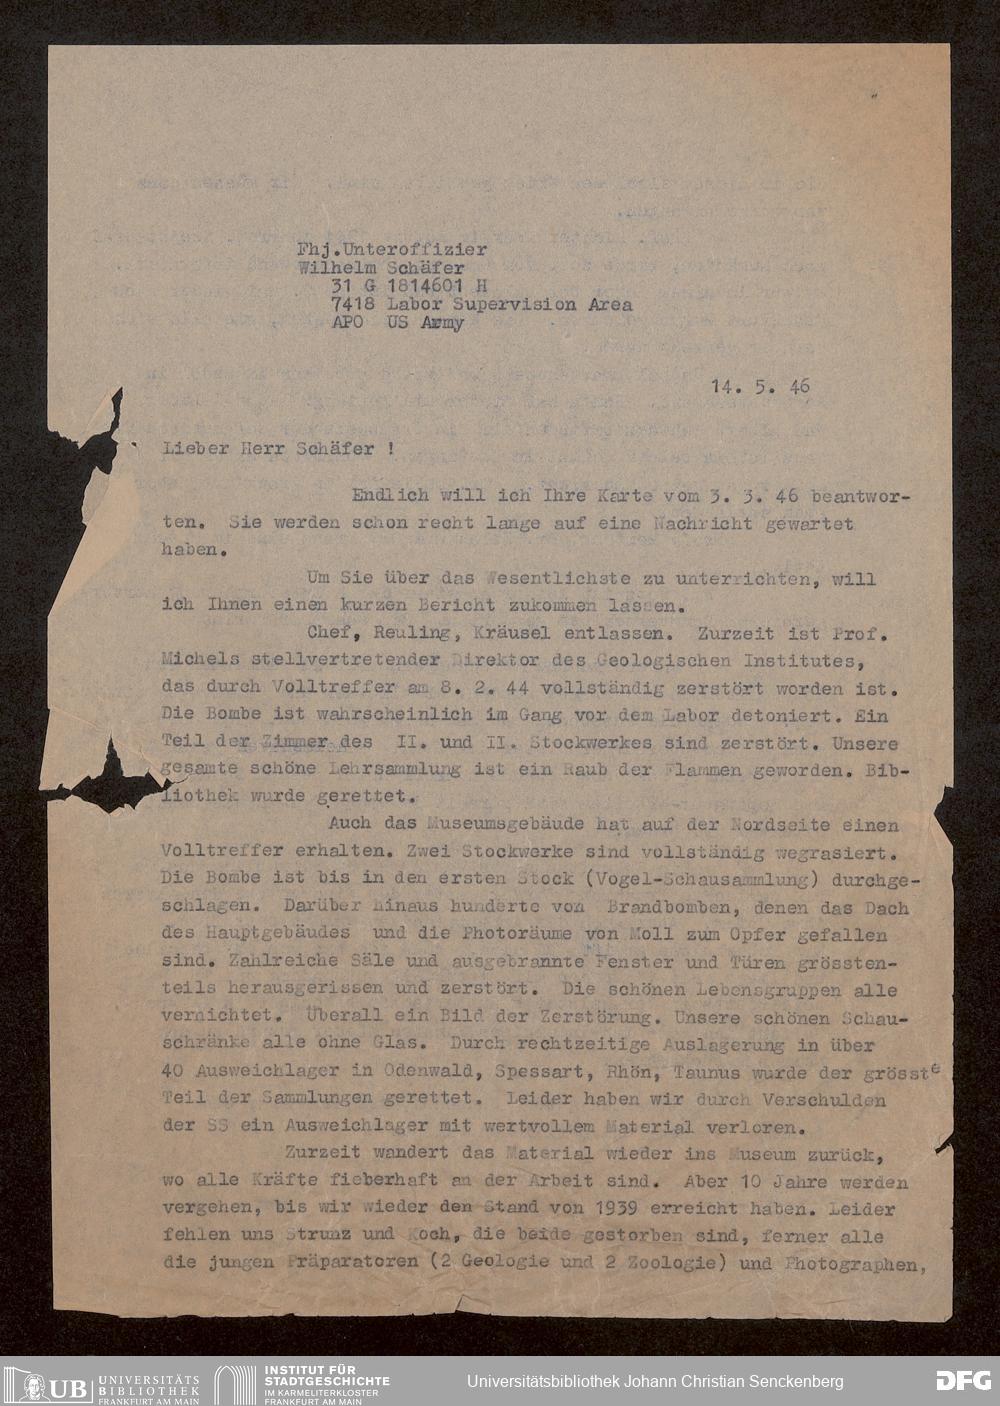 Fhj.Unteroffizier
Wilhelm Schäfer
31 G 1814601 H
7418 Labor Supervision Area
APO US Army
14. 5. 46
Lieber Herr Schäfer !
Endlich will ich Ihre Karte vom 3. 3. 46 beantwor-
ten. Sie werden schon recht lange auf eine Nachricht gewartet
haben.
Um Sie über das Wesentlichste zu unterrichten, will
ich Ihnen einen kurzen Bericht zukommen lassen.
Chef, Reuling, Kräusel entlassen. Zurzeit ist Prof.
Michels stellvertretender Direktor des Geologischen Institutes,
das durch Volltreffer am 8. 2. 44 vollständig zerstört worden ist.
Die Bombe ist wahrscheinlich im Gang vor dem Labor detoniert. Ein
Teil der Zimmer des II. und II. Stockwerkes sind zerstört. Unsere
gesamte schöne Lehrsammlung ist ein Raub der Flammen geworden. Bib-
liothek wurde gerettet.
Auch das Museumsgebäude hat auf der Nordseite einen
Volltreffer erhalten. Zwei Stockwerke sind vollständig wegrasiert.
Die Bombe ist bis in den ersten Stock (Vogel-Schausammlung) durchge-
schlagen. Darüber hinaus hunderte von Brandbomben, denen das Dach
des Hauptgebäudes und die Photoräume von Moll zum Opfer gefallen
sind. Zahlreiche Säle und ausgebrannte Fenster und Türen grössten-
teils herausgerissen und zerstört. Die schönen Lebensgruppen alle
vernichtet. Überall ein Bild der Zerstörung. Unsere schönen Schau-
schränke alle ohne Glas. Durch rechtzeitige Auslagerung in über
40 Ausweichlager in Odenwald, Spessart, Rhön, Taunus wurde der grösste
Teil der Sammlungen gerettet. Leider haben wir durch Verschulden
der SS ein Ausweichlager mit wertvollem Material verloren.
Zurzeit wandert das Material wieder ins Museum zurück,
wo alle Kräfte fieberhaft an der Arbeit sind. Aber 10 Jahre werden
vergehen, bis wir wieder den Stand von 1939 erreicht haben. Leider
fehlen uns Strunz und Koch, die beide gestorben sind, ferner alle
die jungen Präparatoren (2 Geologie und 2 Zoologie) und Photographen,
UB UNIVERSITÄTS
BIBLIOTHEK
FRANKFURT AM MAIN
INSTITUT FÜR
STADTGESCHICHTE
IM KARMELITERKLOSTER
FRANKFURT AM MAIN
Universitätsbibliothek Johann Christian Senckenberg
DFG